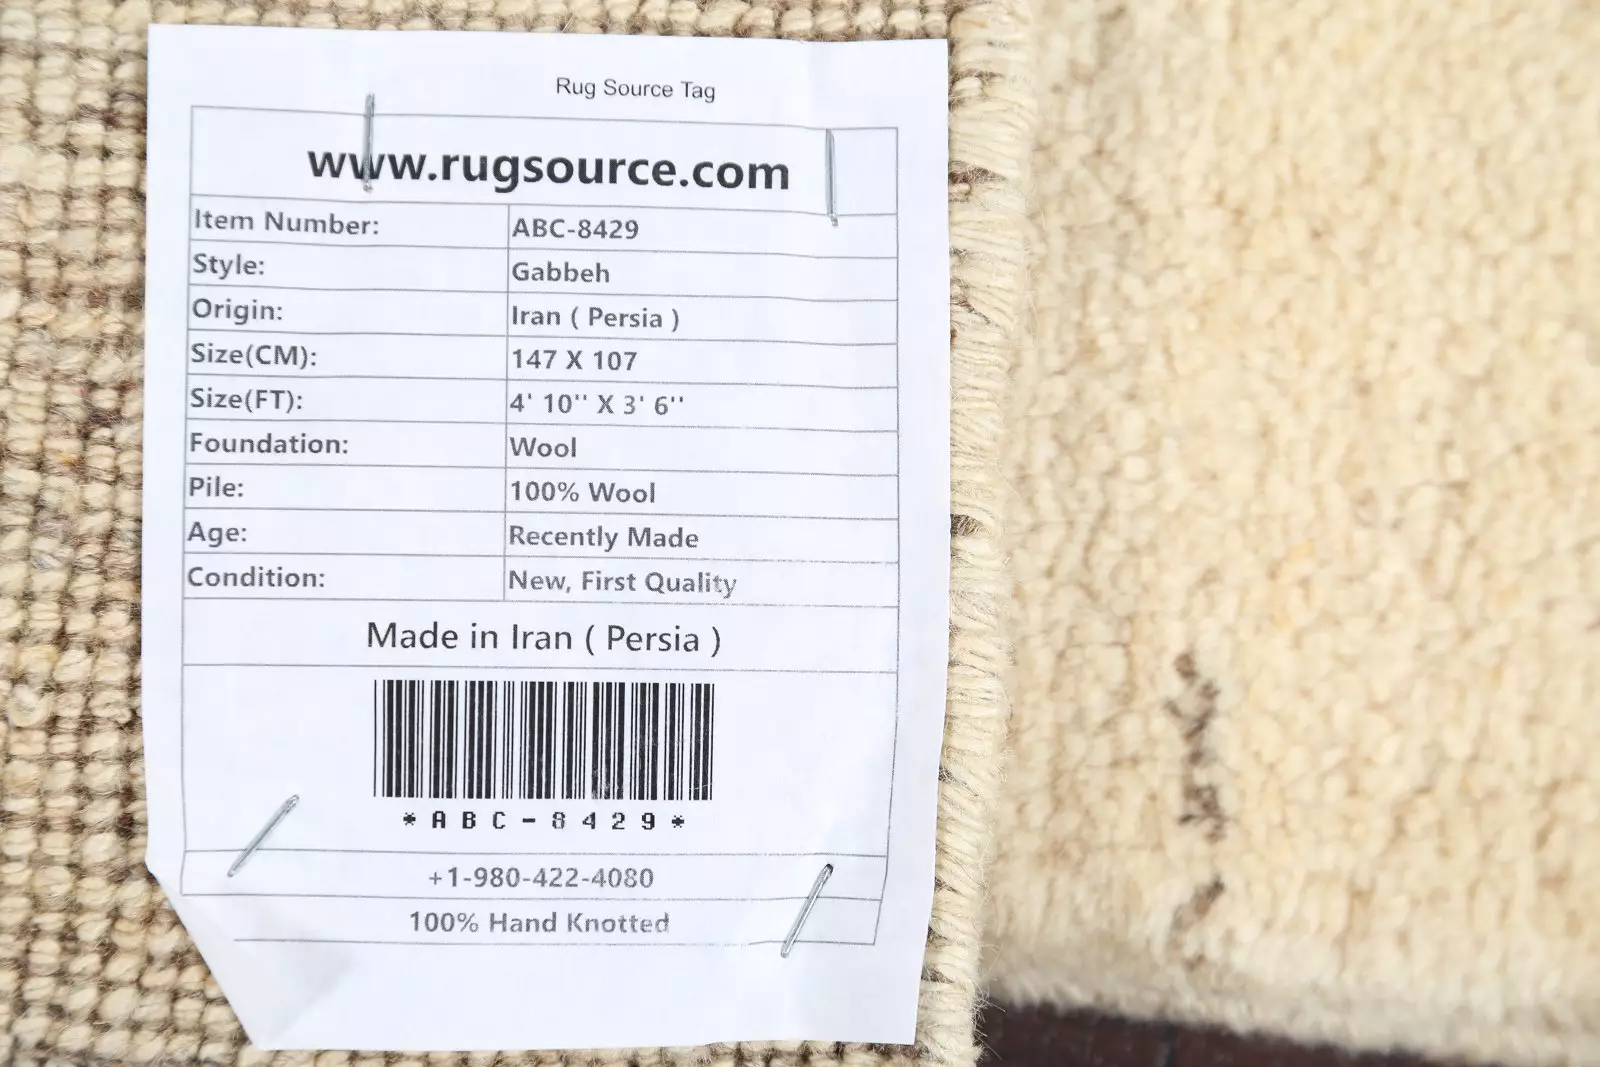 Rug Source Tag
www.rugsource.com
Item Number: ABC-8429
Style: Gabbeh
Origin: Iran ( Persia )
Size(CM): 147 X 107
Size(FT): 4' 10'' X 3' 6''
Foundation: Wool
Pile: 100% Wool
Age: Recently Made
Condition: New, First Quality
Made in Iran ( Persia )
*ABC-8429*
+1-980-422-4080
100% Hand Knotted